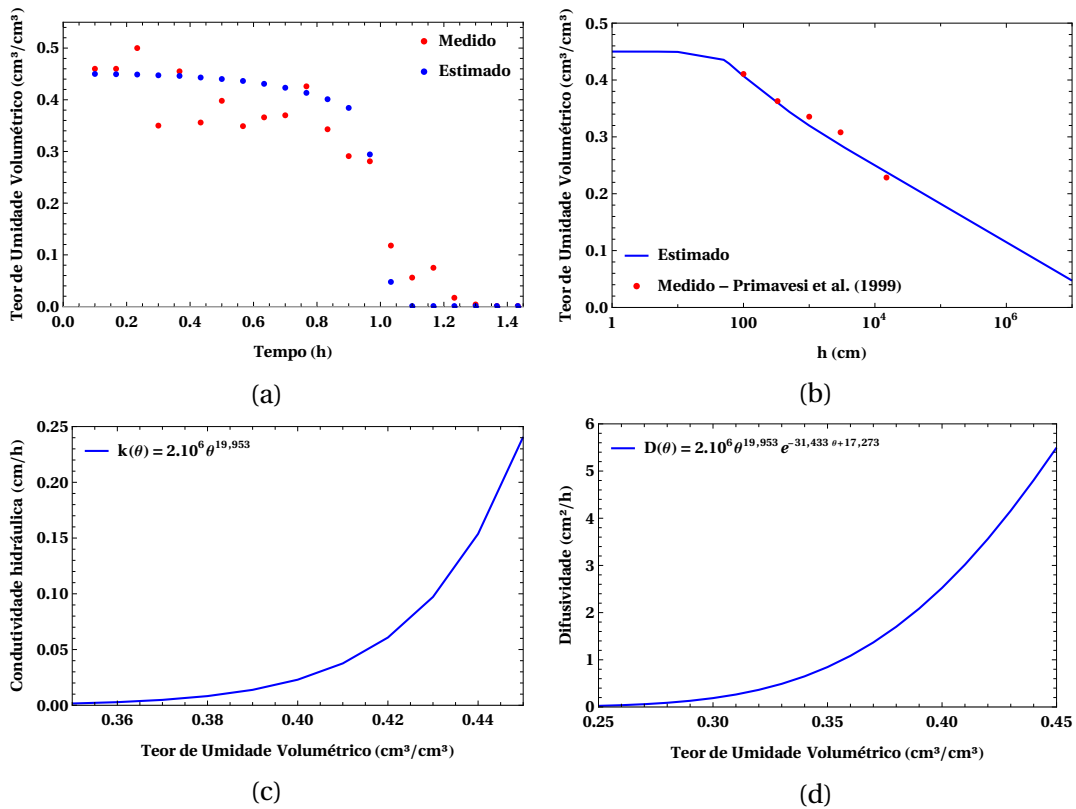 Medido
Estimado
Teor de Umidade Volumétrico (cm³/cm³)
0.5
0.4
0.3
0.2
0.1
0.0
0.0 0.2 0.4 0.6 0.8 1.0 1.2 1.4
Tempo (h)
(a)
Teor de Umidade Volumétrico (cm³/cm³)
0.5
0.4
0.3
0.2
0.1
0.0
Estimado
Medido – Primavesi et al. (1999)
1 100 10⁴ 10⁶
h (cm)
(b)
Condutividade hidráulica (cm/h)
0.25
0.20
0.15
0.10
0.05
0.00
k(θ) = 2.10⁶ θ^19,953
0.36 0.38 0.40 0.42 0.44
Teor de Umidade Volumétrico (cm³/cm³)
(c)
Difusividade (cm²/h)
6
5
4
3
2
1
0
D(θ) = 2.10⁶ θ^19,953 e^−31,433 θ+17,273
0.25 0.30 0.35 0.40 0.45
Teor de Umidade Volumétrico (cm³/cm³)
(d)